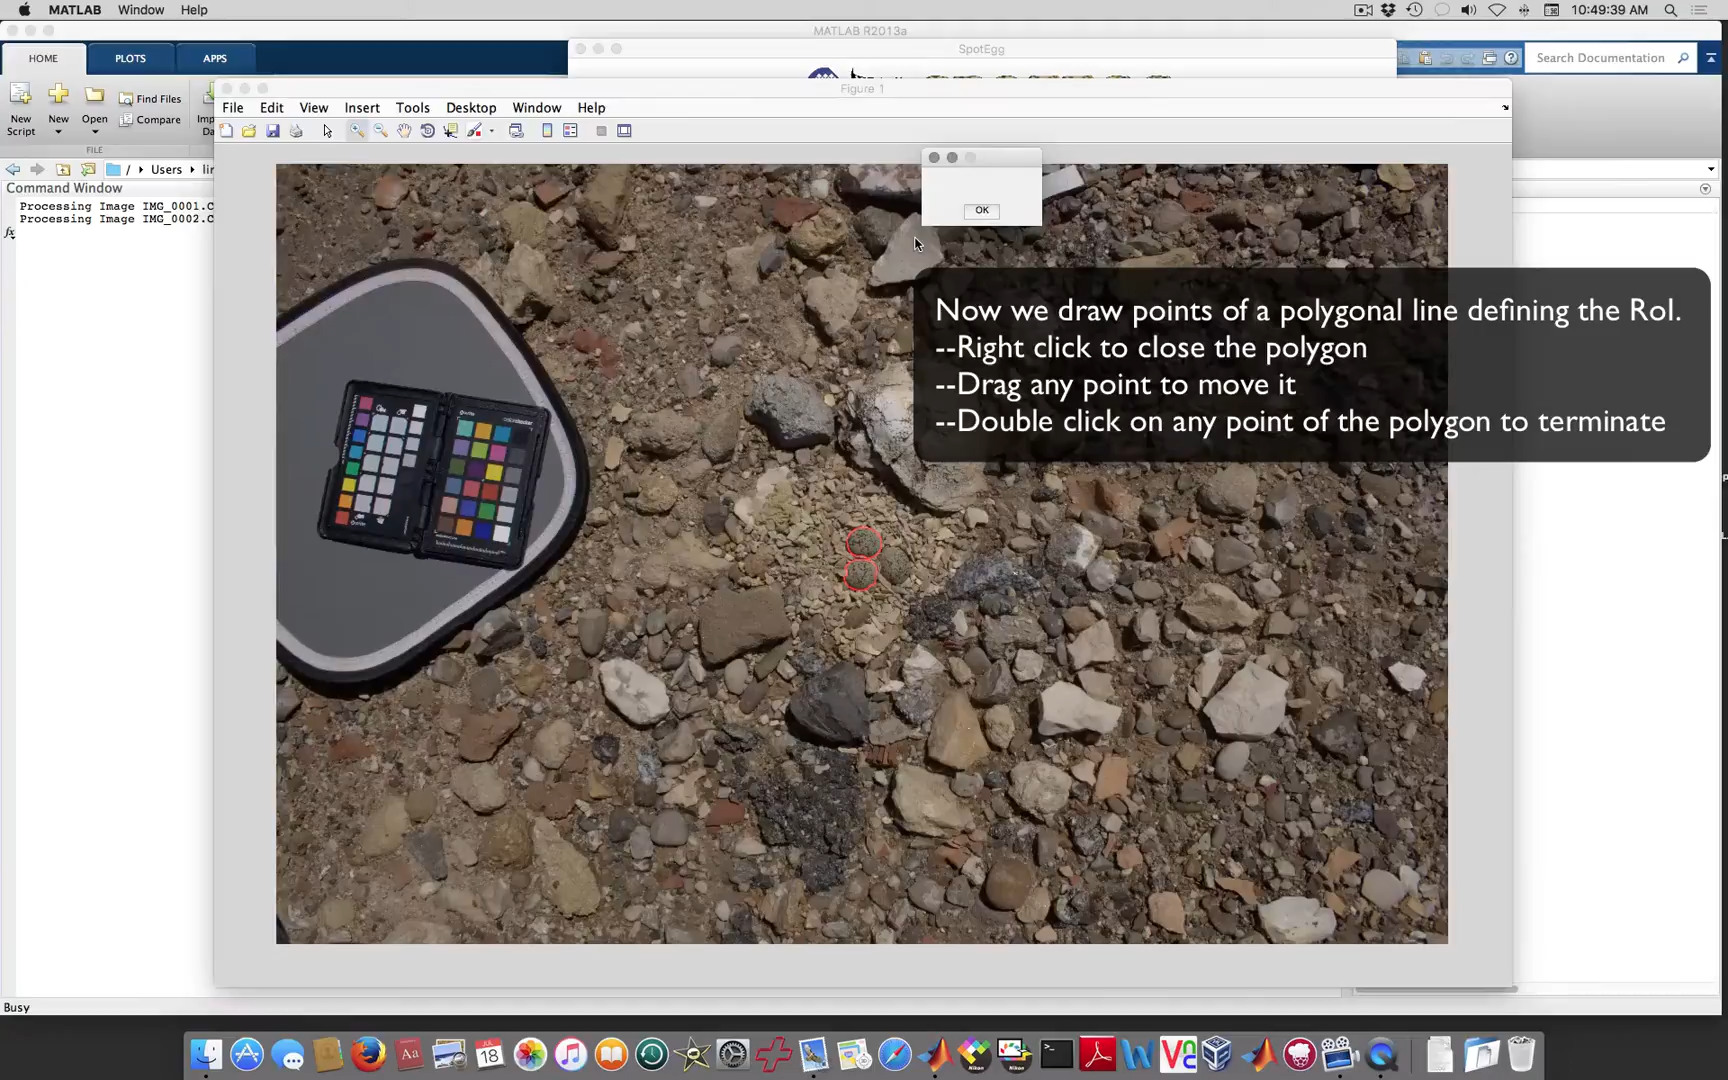 MATLAB Window Help
10:49:39 AM
MATLAB R2013a
SpotEgg
HOME PLOTS APPS
Search Documentation
Figure 1
New Script
New
Open
Find Files
Compare
FILE
File Edit View Insert Tools Desktop Window Help
/ Users
Command Window
Processing Image IMG_0001.C
Processing Image IMG_0002.C
fx
OK
Now we draw points of a polygonal line defining the RoI.
--Right click to close the polygon
--Drag any point to move it
--Double click on any point of the polygon to terminate
Busy
JUL
18